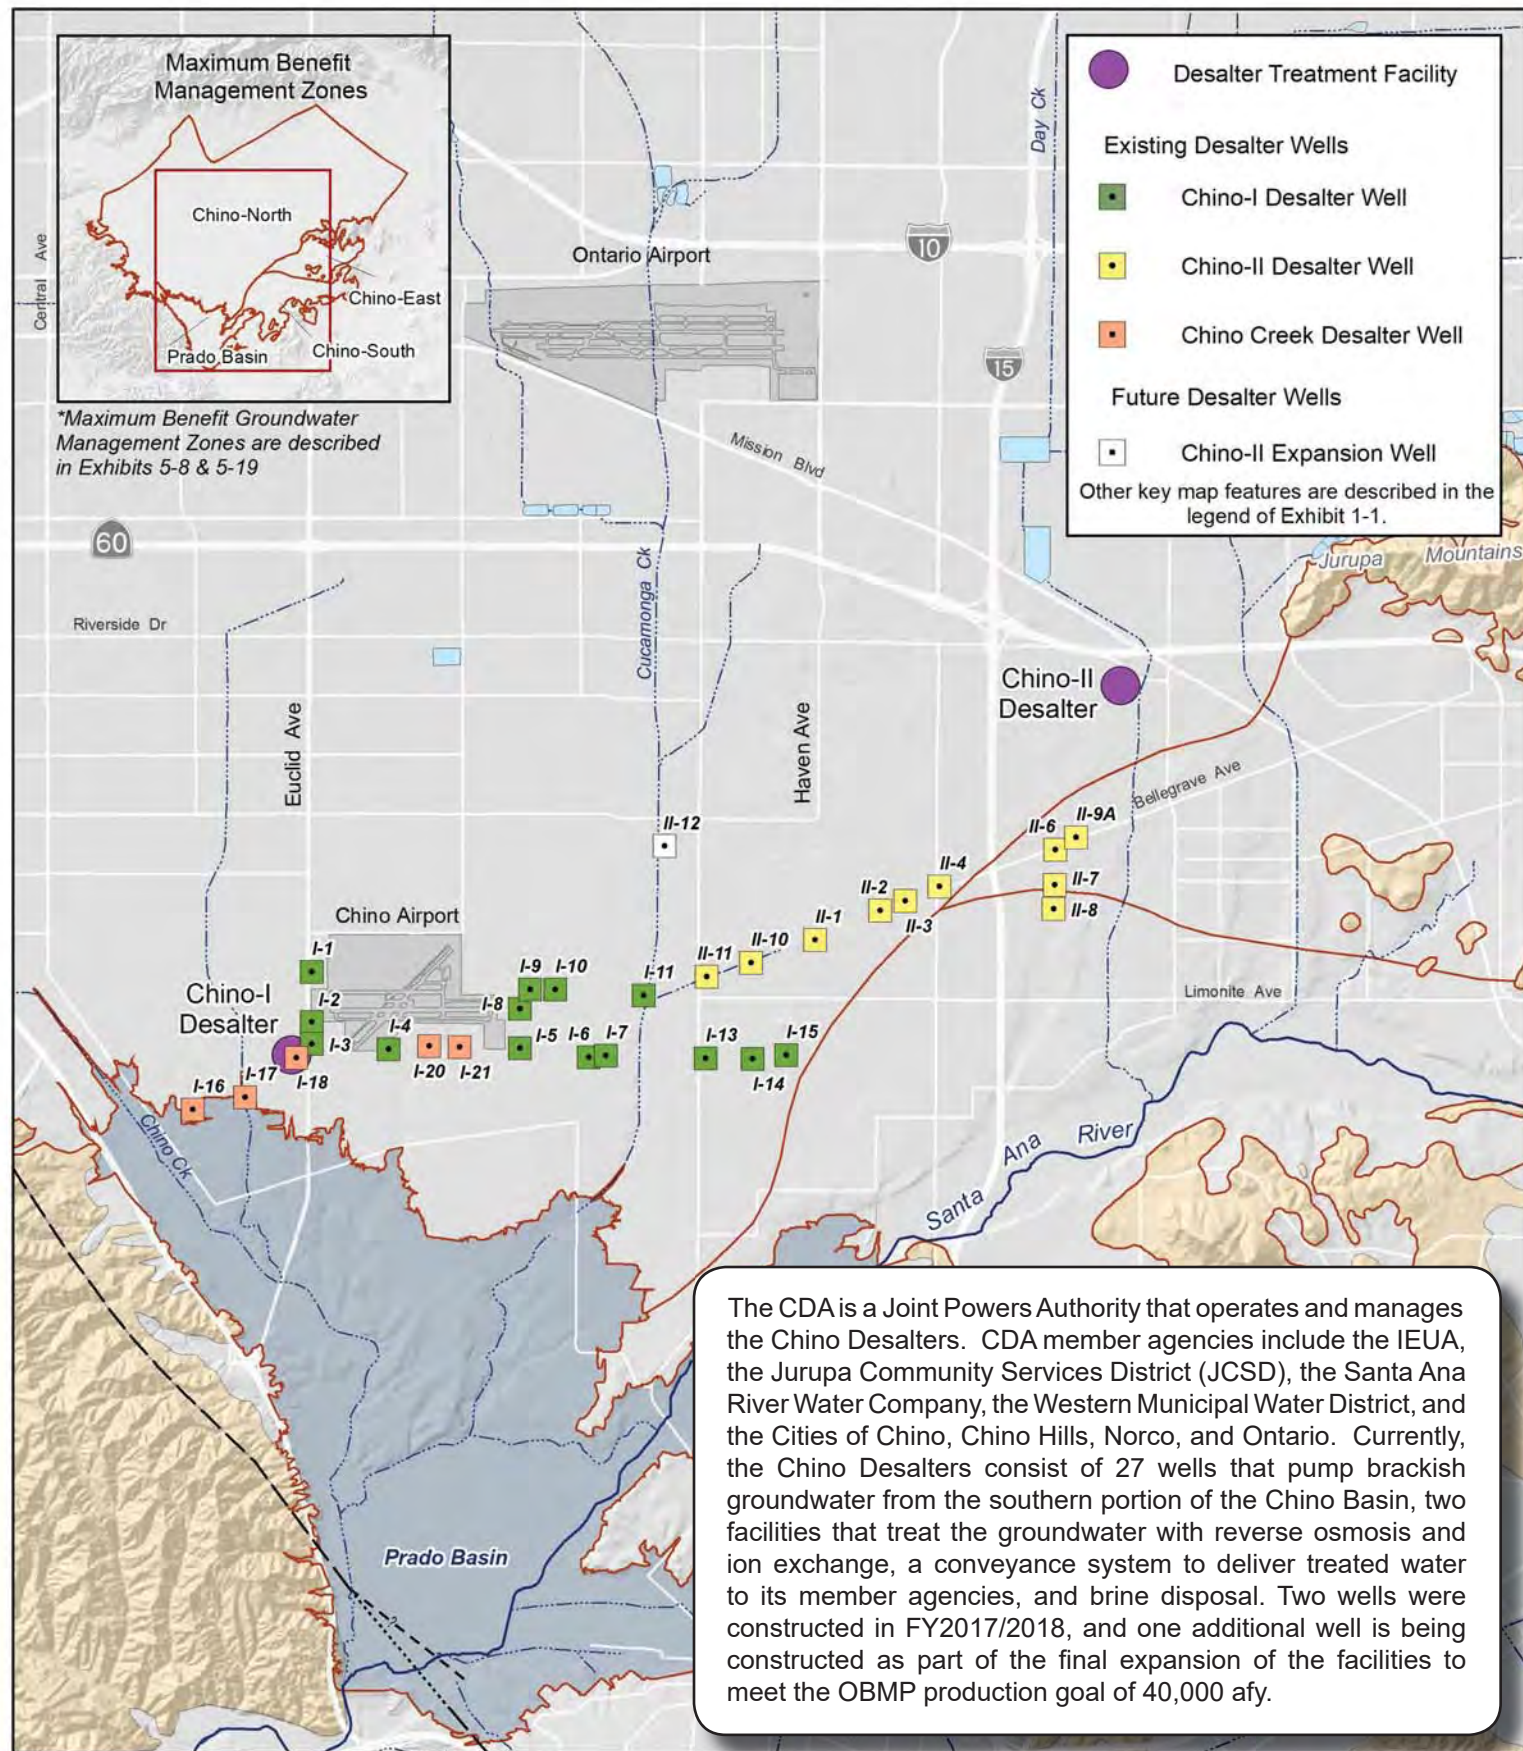 Maximum Benefit
Management Zones
Chino-North
Chino-East
Chino-South
Prado Basin
*Maximum Benefit Groundwater
Management Zones are described
in Exhibits 5-8 & 5-19
Desalter Treatment Facility
Existing Desalter Wells
Chino-I Desalter Well
Chino-II Desalter Well
Chino Creek Desalter Well
Future Desalter Wells
Chino-II Expansion Well
Other key map features are described in the
legend of Exhibit 1-1.
Central Ave
Day Ck
Ontario Airport
10
15
Mission Blvd
60
Jurupa Mountains
Riverside Dr
Cucamonga Ck
Euclid Ave
Haven Ave
Chino-II
Desalter
Bellegrave Ave
II-12
II-9A
II-6
II-4
II-7
II-2
II-8
II-3
II-1
Chino Airport
II-10
II-11
I-1
I-9
I-10
I-11
Chino-I
Desalter
I-2
I-8
Limonite Ave
I-3
I-4
I-5
I-6
I-7
I-13
I-15
I-14
I-16
I-17
I-18
I-20
I-21
Chino Ck
Santa Ana River
Prado Basin
?
The CDA is a Joint Powers Authority that operates and manages
the Chino Desalters. CDA member agencies include the IEUA,
the Jurupa Community Services District (JCSD), the Santa Ana
River Water Company, the Western Municipal Water District, and
the Cities of Chino, Chino Hills, Norco, and Ontario. Currently,
the Chino Desalters consist of 27 wells that pump brackish
groundwater from the southern portion of the Chino Basin, two
facilities that treat the groundwater with reverse osmosis and
ion exchange, a conveyance system to deliver treated water
to its member agencies, and brine disposal. Two wells were
constructed in FY2017/2018, and one additional well is being
constructed as part of the final expansion of the facilities to
meet the OBMP production goal of 40,000 afy.